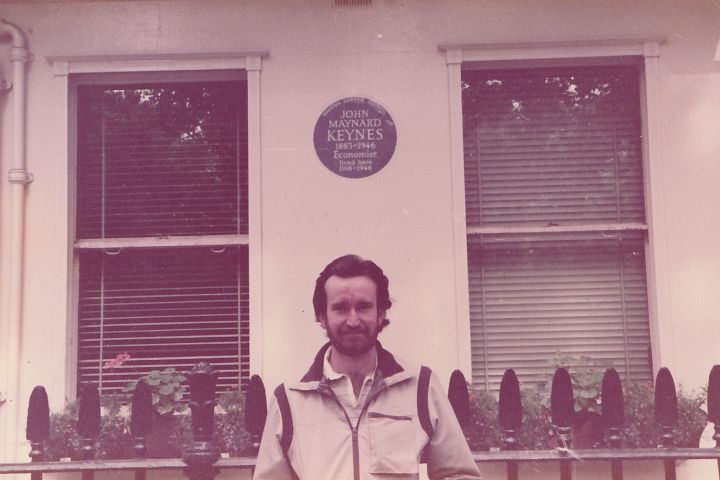 JOHN
MAYNARD
KEYNES
1883-1946
Economist
lived here
1916-1946